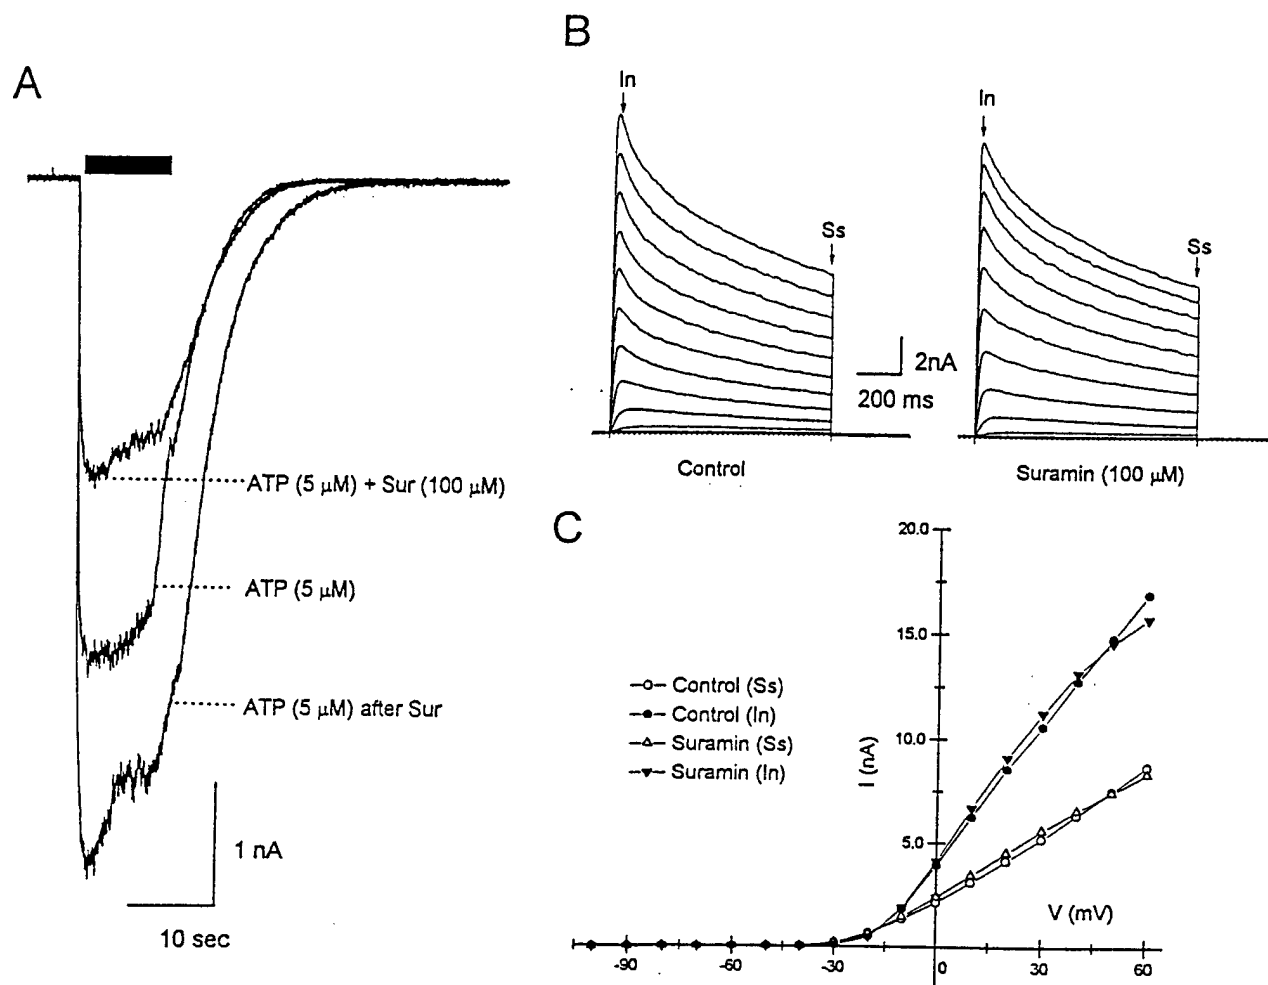 A
ATP (5 μM) + Sur (100 μM)
ATP (5 μM)
ATP (5 μM) after Sur
1 nA
10 sec
B
In
Ss
Control
2nA
200 ms
In
Ss
Suramin (100 μM)
C
Control (Ss)
Control (In)
Suramin (Ss)
Suramin (In)
I (nA)
20.0
15.0
10.0
5.0
V (mV)
-90 -60 -30 0 30 60